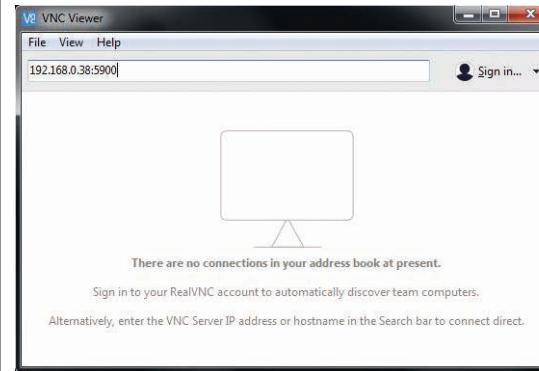 VNC Viewer
File View Help
192.168.0.38:5900
Sign in...
There are no connections in your address book at present.
Sign in to your RealVNC account to automatically discover team computers.
Alternatively, enter the VNC Server IP address or hostname in the Search bar to connect direct.